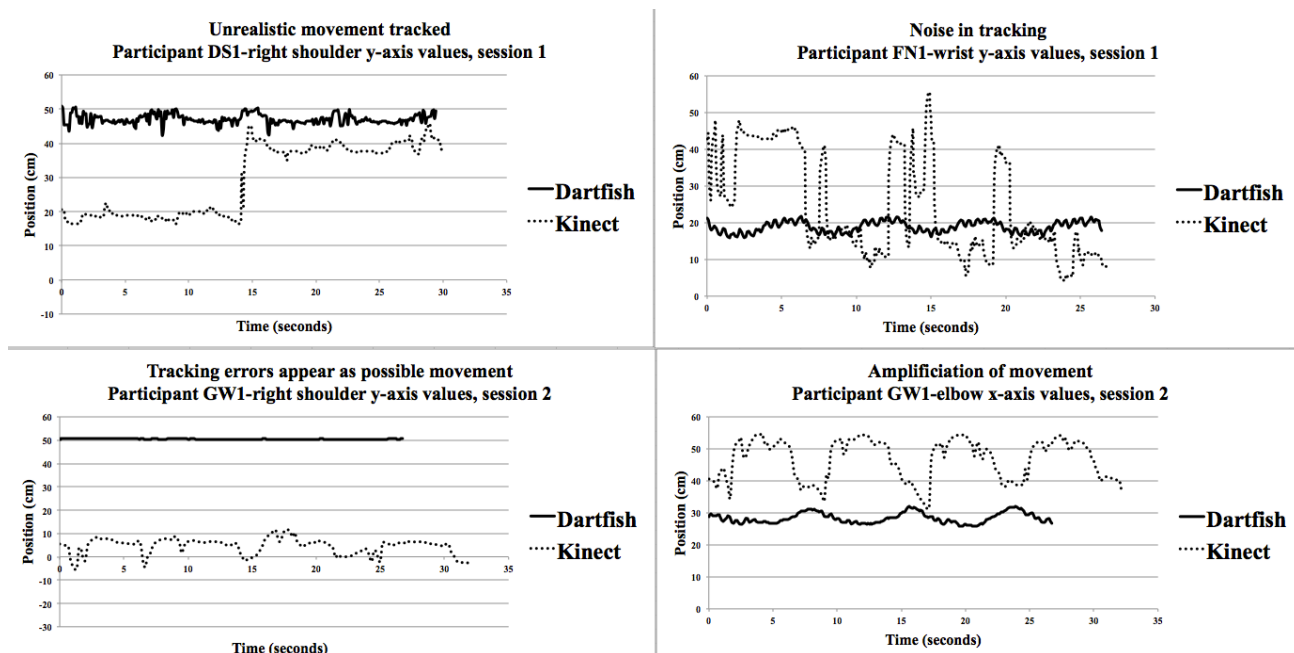 Unrealistic movement tracked
Participant DS1-right shoulder y-axis values, session 1
60
50
40
30
20
10
0
-10
0 5 10 15 20 25 30 35
Position (cm)
Time (seconds)
Dartfish
Kinect
Noise in tracking
Participant FN1-wrist y-axis values, session 1
60
50
40
30
20
10
0
0 5 10 15 20 25 30
Position (cm)
Time (seconds)
Dartfish
Kinect
Tracking errors appear as possible movement
Participant GW1-right shoulder y-axis values, session 2
60
50
40
30
20
10
0
-10
-20
-30
0 5 10 15 20 25 30 35
Position (cm)
Time (seconds)
Dartfish
Kinect
Amplificiation of movement
Participant GW1-elbow x-axis values, session 2
60
50
40
30
20
10
0
0 5 10 15 20 25 30 35
Position (cm)
Time (seconds)
Dartfish
Kinect